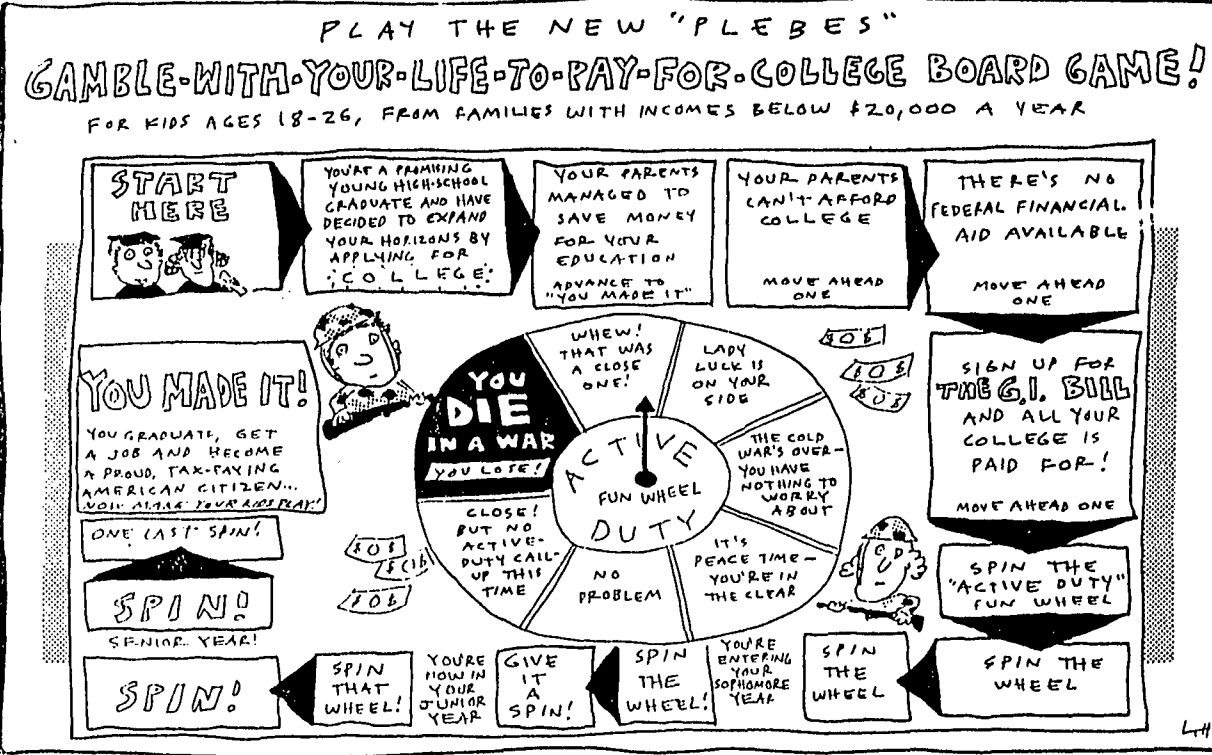 PLAY THE NEW "PLEBES"
GAMBLE-WITH-YOUR-LIFE-TO-PAY-FOR-COLLEGE BOARD GAME!
FOR KIDS AGES 18-26, FROM FAMILIES WITH INCOMES BELOW $20,000 A YEAR
START
HERE
YOU'RE A PROMISING
YOUNG HIGH-SCHOOL
GRADUATE AND HAVE
DECIDED TO EXPAND
YOUR HORIZONS BY
APPLYING FOR
COLLEGE
YOUR PARENTS
MANAGED TO
SAVE MONEY
FOR YOUR
EDUCATION
ADVANCE TO
"YOU MADE IT"
YOUR PARENTS
CAN'T AFFORD
COLLEGE
MOVE AHEAD
ONE
THERE'S NO
FEDERAL FINANCIAL
AID AVAILABLE
MOVE AHEAD
ONE
SIGN UP FOR
THE G.I. BILL
AND ALL YOUR
COLLEGE IS
PAID FOR!
MOVE AHEAD ONE
SPIN THE
"ACTIVE DUTY"
FUN WHEEL
SPIN THE
WHEEL
SPIN
THE
WHEEL
YOU'RE
ENTERING
YOUR
SOPHOMORE
YEAR
SPIN
THE
WHEEL!
GIVE
IT
A
SPIN!
YOU'RE
NOW IN
YOUR
JUNIOR
YEAR
SPIN
THAT
WHEEL!
SPIN!
SENIOR YEAR!
SPIN!
ONE LAST SPIN!
YOU MADE IT!
YOU GRADUATE, GET
A JOB AND BECOME
A PROUD, TAX-PAYING
AMERICAN CITIZEN...
NOW MAKE YOUR KIDS PLAY!
WHEW!
THAT WAS
A CLOSE
ONE!
LADY
LUCK IS
ON YOUR
SIDE
THE COLD
WAR'S OVER—
YOU HAVE
NOTHING TO
WORRY
ABOUT
IT'S
PEACE TIME—
YOU'RE IN
THE CLEAR
NO
PROBLEM
CLOSE!
BUT NO
ACTIVE-
DUTY CALL-
UP THIS
TIME
YOU
DIE
IN A WAR
YOU LOSE!
ACTIVE
FUN WHEEL
DUTY
$0$
$0$
$0$
$0$
$0$